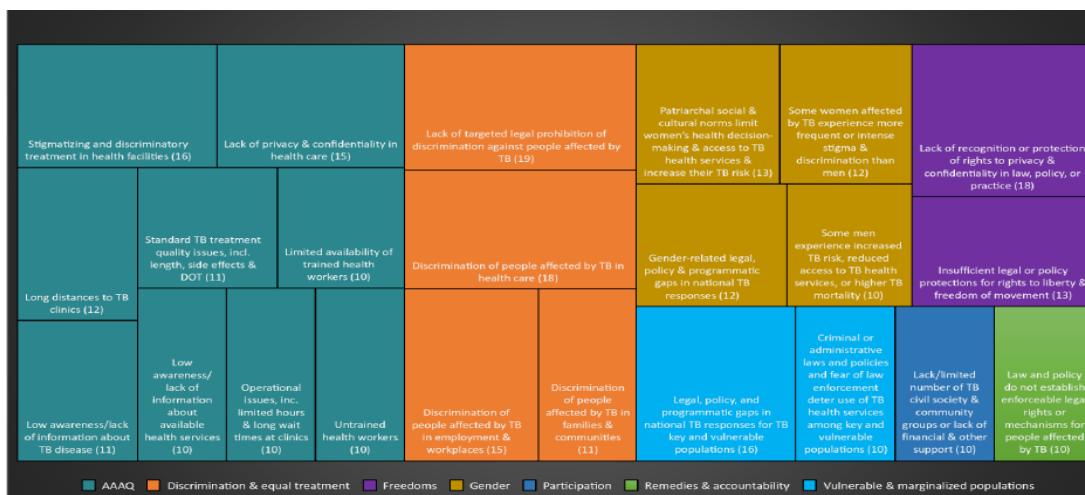 Stigmatizing and discriminatory
treatment in health facilities (16)
Lack of privacy & confidentiality in
health care (15)
Long distances to TB
clinics (12)
Standard TB treatment
quality issues, incl.
length, side effects &
DOT (11)
Limited availability of
trained health
workers (10)
Low awareness/lack
of information about
TB disease (11)
Low
awareness/
lack of
information
about
available
health services
(10)
Operational
issues, inc.
limited hours
& long wait
times at clinics
(10)
Untrained
health workers
(10)
Lack of targeted legal prohibition of
discrimination against people affected by
TB (19)
Discrimination of people affected by TB in
health care (18)
Discrimination of
people affected by TB
in employment &
workplaces (15)
Discrimination
of people
affected by TB in
families &
communities
(11)
Patriarchal social &
cultural norms limit
women's health decision-
making & access to TB
health services &
increase their TB risk (13)
Some women affected
by TB experience more
frequent or intense
stigma &
discrimination than
men (12)
Gender-related legal,
policy & programmatic
gaps in national TB
responses (12)
Some men
experience increased
TB risk, reduced
access to TB health
services, or higher TB
mortality (10)
Lack of recognition or protection
of rights to privacy &
confidentiality in law, policy, or
practice (18)
Insufficient legal or policy
protections for rights to liberty &
freedom of movement (13)
Legal, policy, and
programmatic gaps in
national TB responses for TB
key and vulnerable
populations (16)
Criminal or
administrative
laws and policies
and fear of law
enforcement
deter use of TB
health services
among key and
vulnerable
populations (10)
Lack/limited
number of TB
civil society &
community
groups or lack of
financial & other
support (10)
Law and policy
do not establish
enforceable legal
rights or
mechanisms for
people affected
by TB (10)
AAAQ
Discrimination & equal treatment
Freedoms
Gender
Participation
Remedies & accountability
Vulnerable & marginalized populations